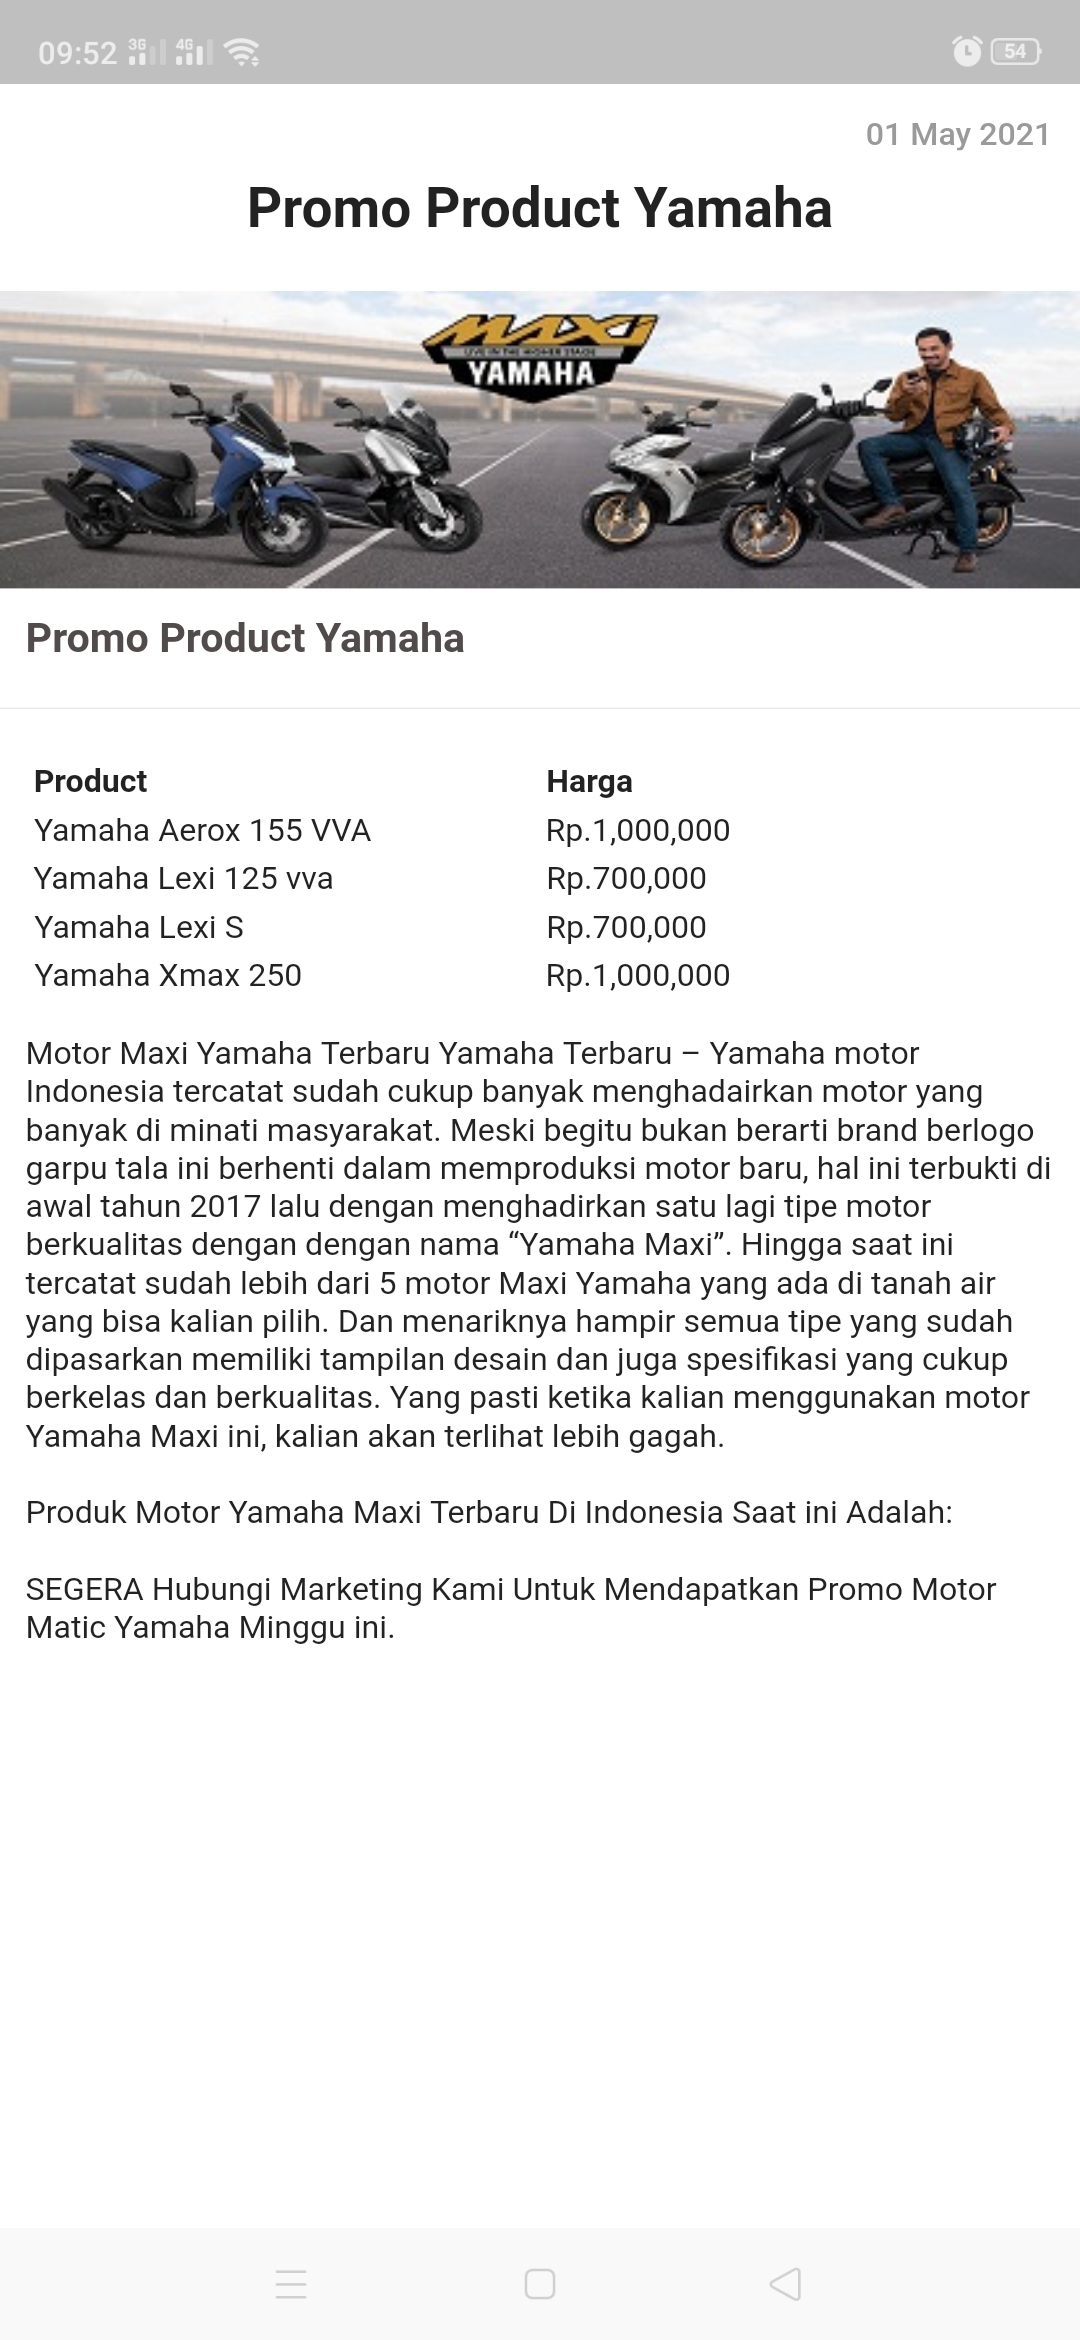 09:52 3G 4G 54
01 May 2021
Promo Product Yamaha
MAXi
LIVE IN THE HIGHER STAGE
YAMAHA
Promo Product Yamaha
Product Harga
Yamaha Aerox 155 VVA Rp.1,000,000
Yamaha Lexi 125 vva Rp.700,000
Yamaha Lexi S Rp.700,000
Yamaha Xmax 250 Rp.1,000,000
Motor Maxi Yamaha Terbaru Yamaha Terbaru – Yamaha motor
Indonesia tercatat sudah cukup banyak menghadairkan motor yang
banyak di minati masyarakat. Meski begitu bukan berarti brand berlogo
garpu tala ini berhenti dalam memproduksi motor baru, hal ini terbukti di
awal tahun 2017 lalu dengan menghadirkan satu lagi tipe motor
berkualitas dengan dengan nama “Yamaha Maxi”. Hingga saat ini
tercatat sudah lebih dari 5 motor Maxi Yamaha yang ada di tanah air
yang bisa kalian pilih. Dan menariknya hampir semua tipe yang sudah
dipasarkan memiliki tampilan desain dan juga spesifikasi yang cukup
berkelas dan berkualitas. Yang pasti ketika kalian menggunakan motor
Yamaha Maxi ini, kalian akan terlihat lebih gagah.
Produk Motor Yamaha Maxi Terbaru Di Indonesia Saat ini Adalah:
SEGERA Hubungi Marketing Kami Untuk Mendapatkan Promo Motor
Matic Yamaha Minggu ini.